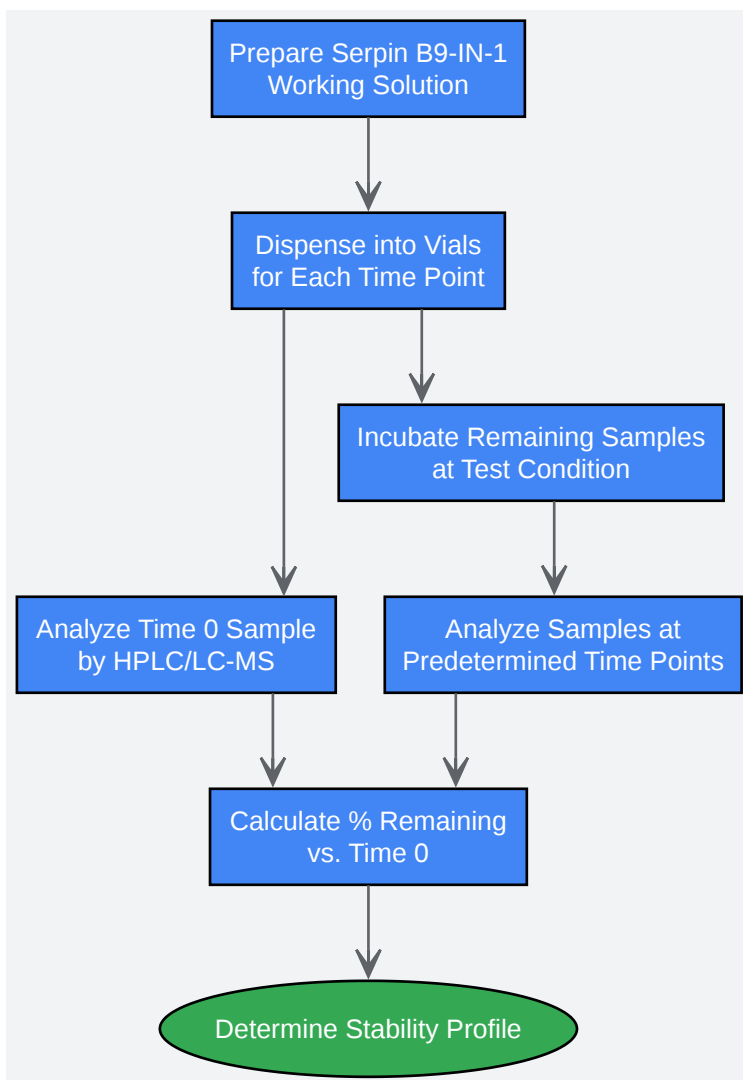 Prepare Serpin B9-IN-1
Working Solution
Dispense into Vials
for Each Time Point
Incubate Remaining Samples
at Test Condition
Analyze Time 0 Sample
by HPLC/LC-MS
Analyze Samples at
Predetermined Time Points
Calculate % Remaining
vs. Time 0
Determine Stability Profile